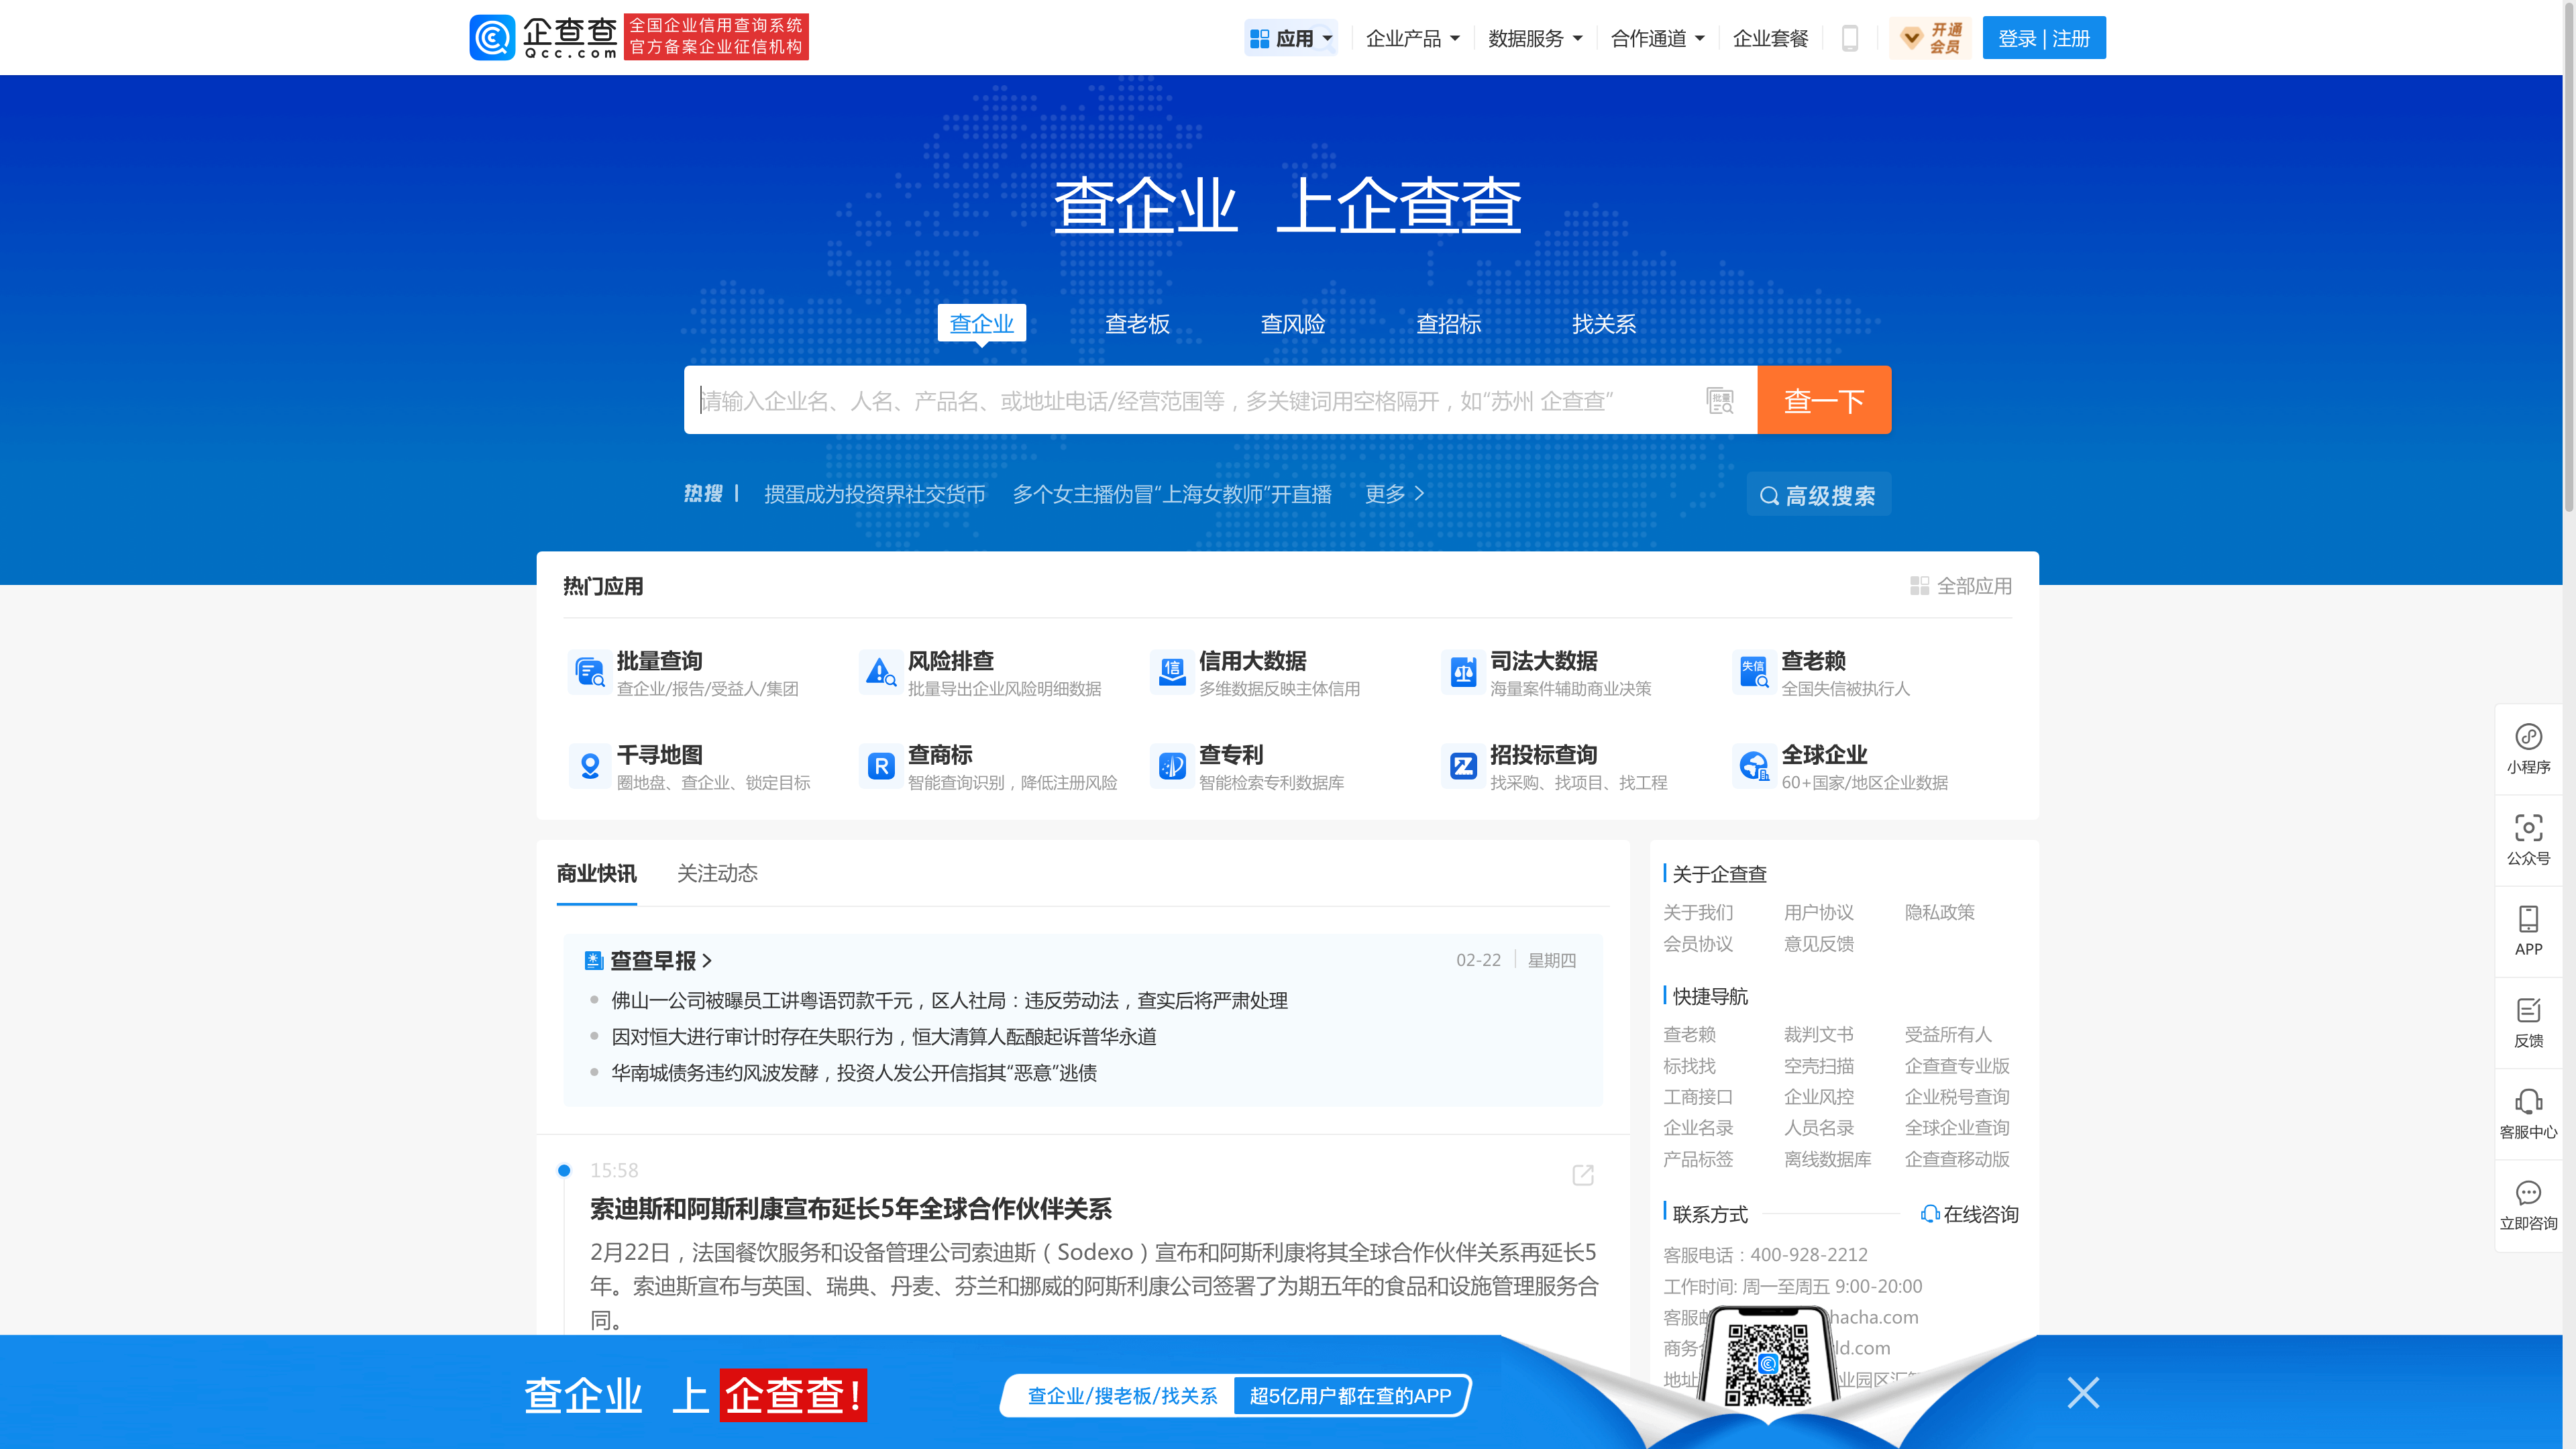 企查查
Qcc.com
全国企业信用查询系统
官方备案企业征信机构
应用
企业产品
数据服务
合作通道
企业套餐
开通
会员
登录 | 注册
查企业 上企查查
查企业
查老板
查风险
查招标
找关系
请输入企业名、人名、产品名、或地址电话/经营范围等，多关键词用空格隔开，如“苏州 企查查”
批量
查一下
热搜
掼蛋成为投资界社交货币
多个女主播伪冒“上海女教师”开直播
更多
高级搜索
热门应用
全部应用
批量查询
查企业/报告/受益人/集团
风险排查
批量导出企业风险明细数据
信
信用大数据
多维数据反映主体信用
司法大数据
海量案件辅助商业决策
失信
查老赖
全国失信被执行人
千寻地图
圈地盘、查企业、锁定目标
R
查商标
智能查询识别，降低注册风险
查专利
智能检索专利数据库
招投标查询
找采购、找项目、找工程
全球企业
60+国家/地区企业数据
商业快讯
关注动态
查查早报
02-22
星期四
佛山一公司被曝员工讲粤语罚款千元，区人社局：违反劳动法，查实后将严肃处理
因对恒大进行审计时存在失职行为，恒大清算人酝酿起诉普华永道
华南城债务违约风波发酵，投资人发公开信指其“恶意”逃债
15:58
索迪斯和阿斯利康宣布延长5年全球合作伙伴关系
2月22日，法国餐饮服务和设备管理公司索迪斯（Sodexo）宣布和阿斯利康将其全球合作伙伴关系再延长5
年。索迪斯宣布与英国、瑞典、丹麦、芬兰和挪威的阿斯利康公司签署了为期五年的食品和设施管理服务合
同。
关于企查查
关于我们
用户协议
隐私政策
会员协议
意见反馈
快捷导航
查老赖
裁判文书
受益所有人
标找找
空壳扫描
企查查专业版
工商接口
企业风控
企业税号查询
企业名录
人员名录
全球企业查询
产品标签
离线数据库
企查查移动版
联系方式
在线咨询
客服电话：400-928-2212
工作时间: 周一至周五 9:00-20:00
客服
hacha.com
商务
ld.com
地址
业园区汇
小程序
公众号
APP
反馈
客服中心
立即咨询
查企业 上 企查查!
查企业/搜老板/找关系
超5亿用户都在查的APP